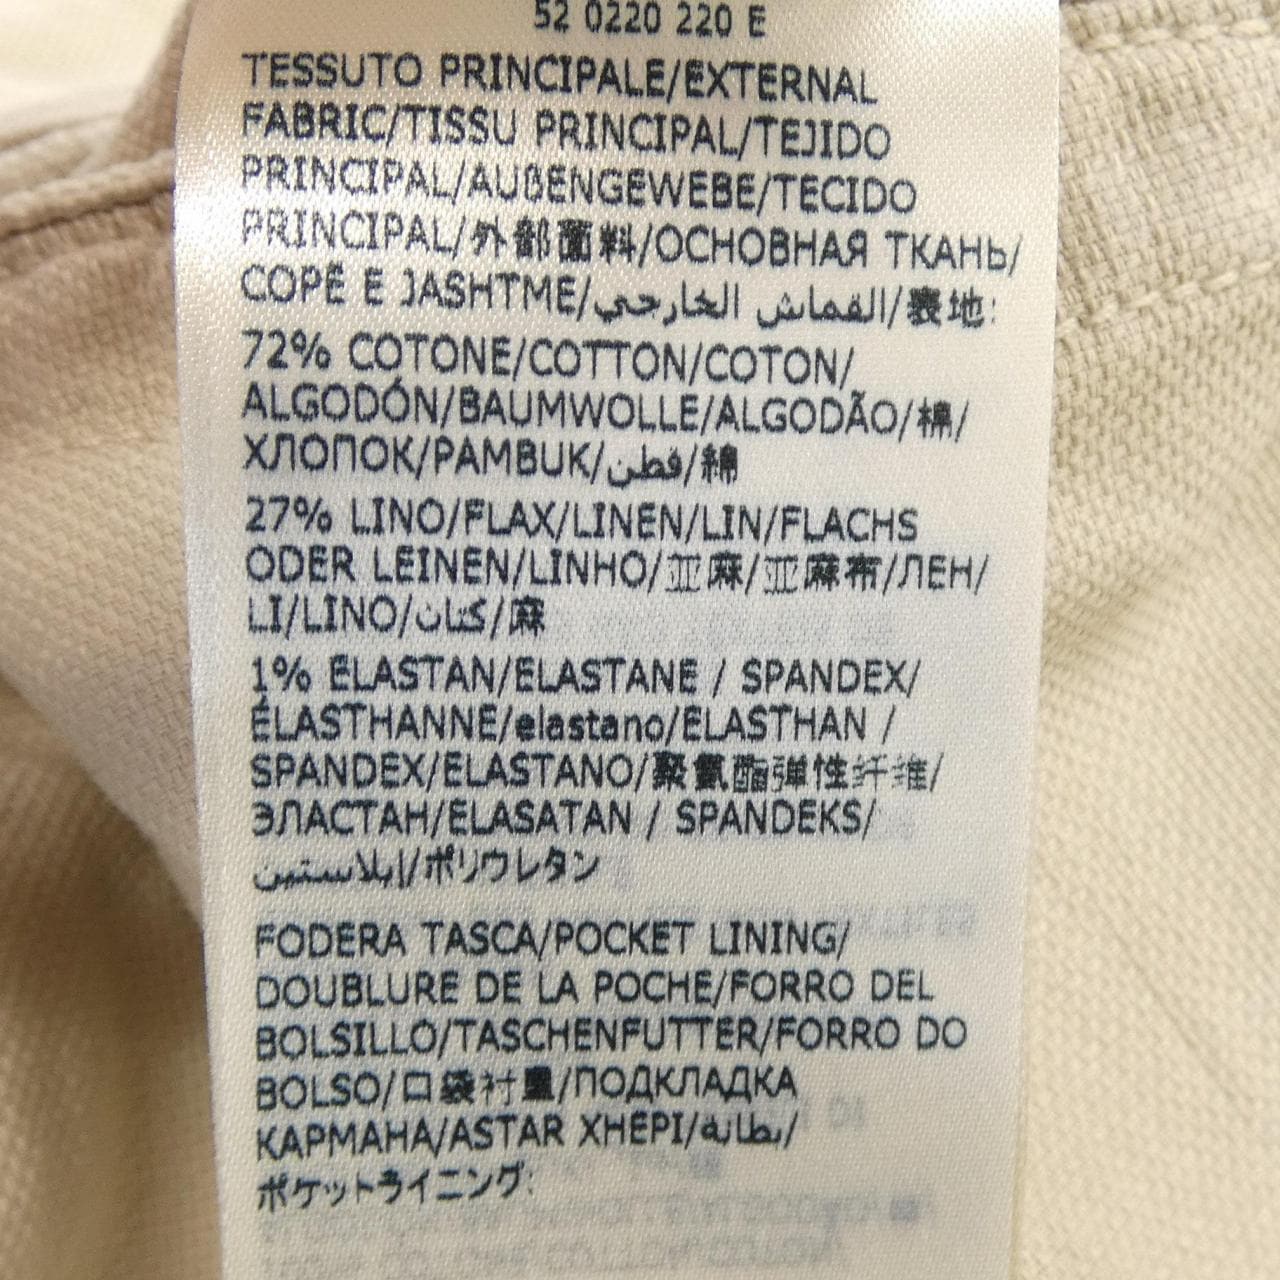 52 0220 220 E
TESSUTO PRINCIPALE/EXTERNAL
FABRIC/TISSU PRINCIPAL/TEJIDO
PRINCIPAL/AUßENGEWEBE/TECIDO
PRINCIPAL/外部面料/ОСНОВНАЯ ТКАНЬ/
COPË E JASHTME/القماش الخارجي/表地:
72% COTONE/COTTON/COTON/
ALGODÓN/BAUMWOLLE/ALGODÃO/棉/
ХЛОПОК/PAMBUK/قطن/綿
27% LINO/FLAX/LINEN/LIN/FLACHS
ODER LEINEN/LINHO/亚麻/亚麻布/ЛЕН/
LI/LINO/كتان/麻
1% ELASTAN/ELASTANE / SPANDEX/
ÉLASTHANNE/elastano/ELASTHAN /
SPANDEX/ELASTANO/聚氨酯弹性纤维/
ЭЛАСТАН/ELASATAN / SPANDEKS/
إيلاستين/ポリウレタン
FODERA TASCA/POCKET LINING/
DOUBLURE DE LA POCHE/FORRO DEL
BOLSILLO/TASCHENFUTTER/FORRO DO
BOLSO/口袋衬量/ПОДКЛАДКА
КАРМАНА/ASTAR XHEPI/بطانة/
ポケットライニング: